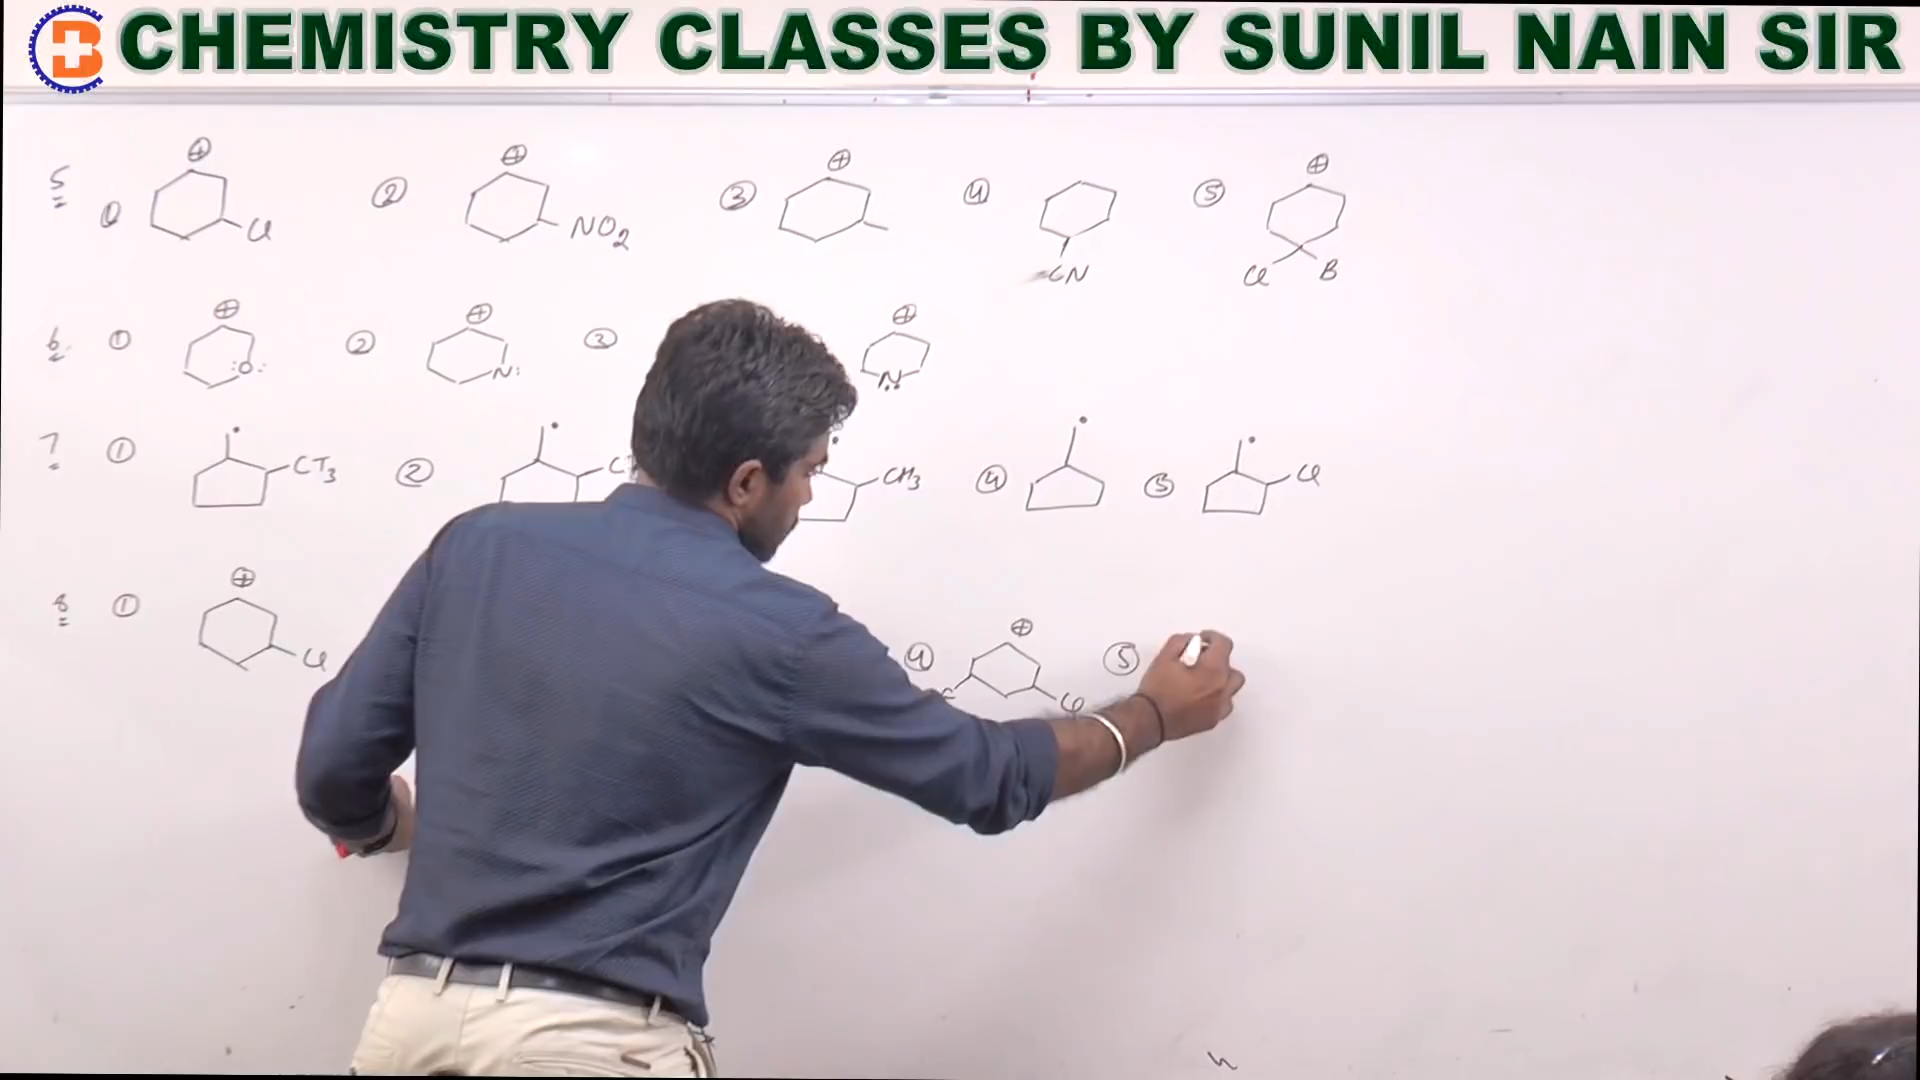 CHEMISTRY CLASSES BY SUNIL NAIN SIR
5 ① ⊕ Cl ② ⊕ NO₂ ③ ⊕ ④ CN ⑤ ⊕ Cl B
6. ① ⊕ :O: ② ⊕ N: ③ ⊕ N
7 ① CT₃ ② ③ CH₃ ④ ⑤ Cl
8 ① ⊕ Cl ④ ⊕ Cl ⑤